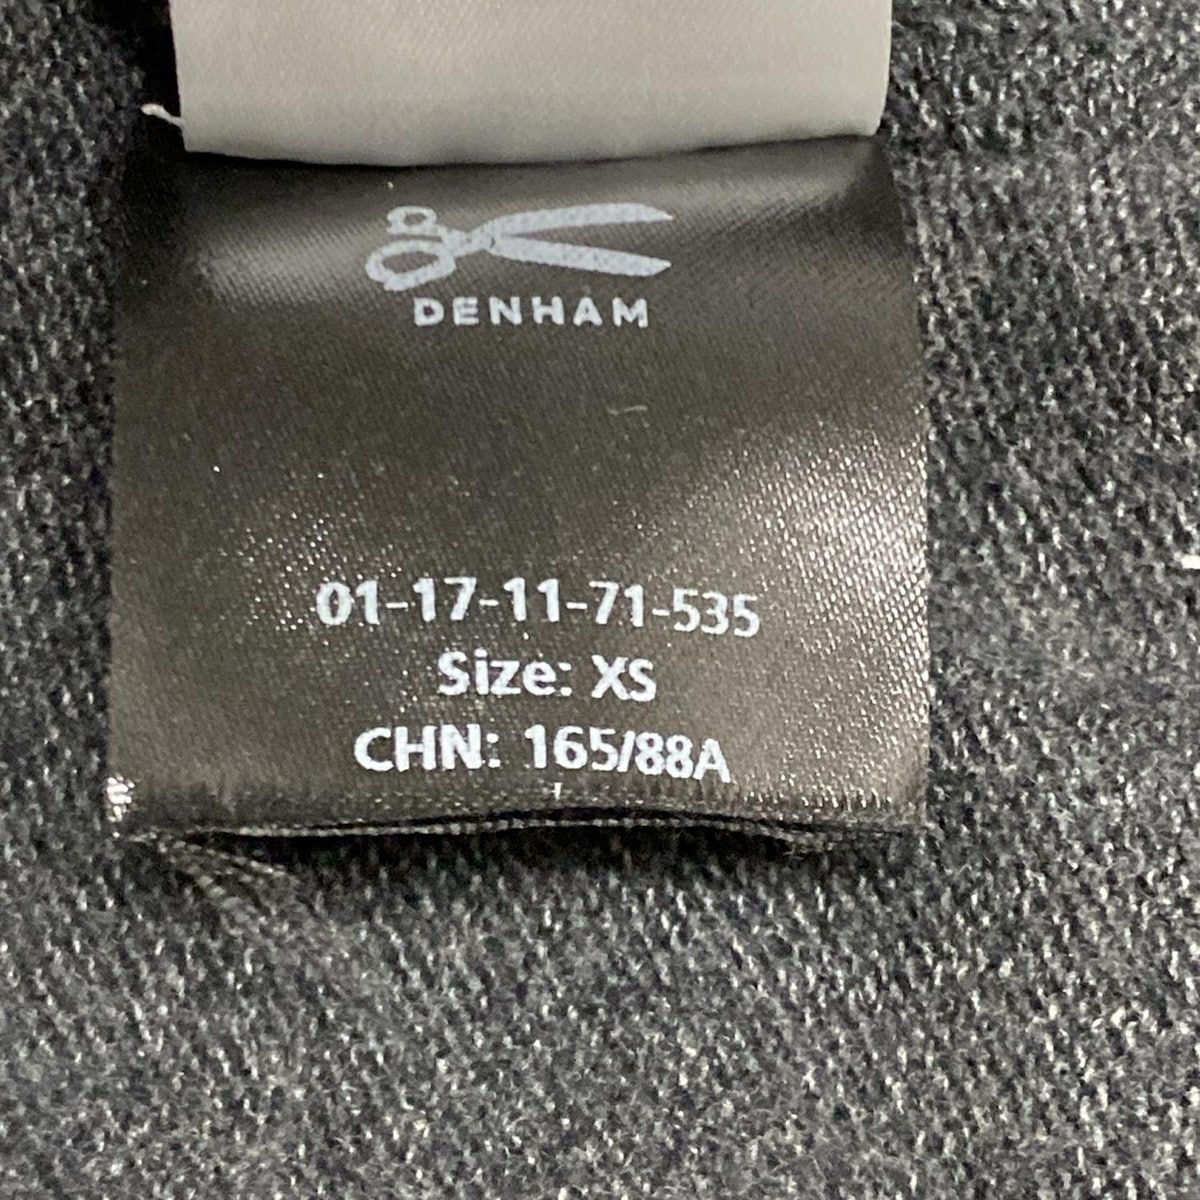 DENHAM
01-17-11-71-535
Size: XS
CHN: 165/88A